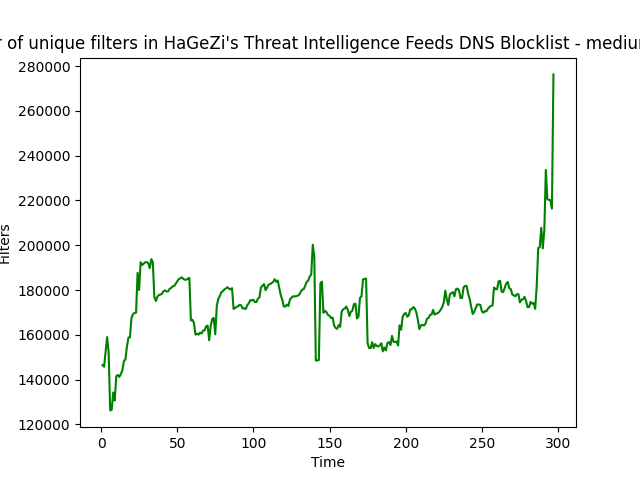 r of unique filters in HaGeZi's Threat Intelligence Feeds DNS Blocklist - mediu
280000
260000
240000
220000
200000
180000
160000
140000
120000
Filters
0 50 100 150 200 250 300
Time